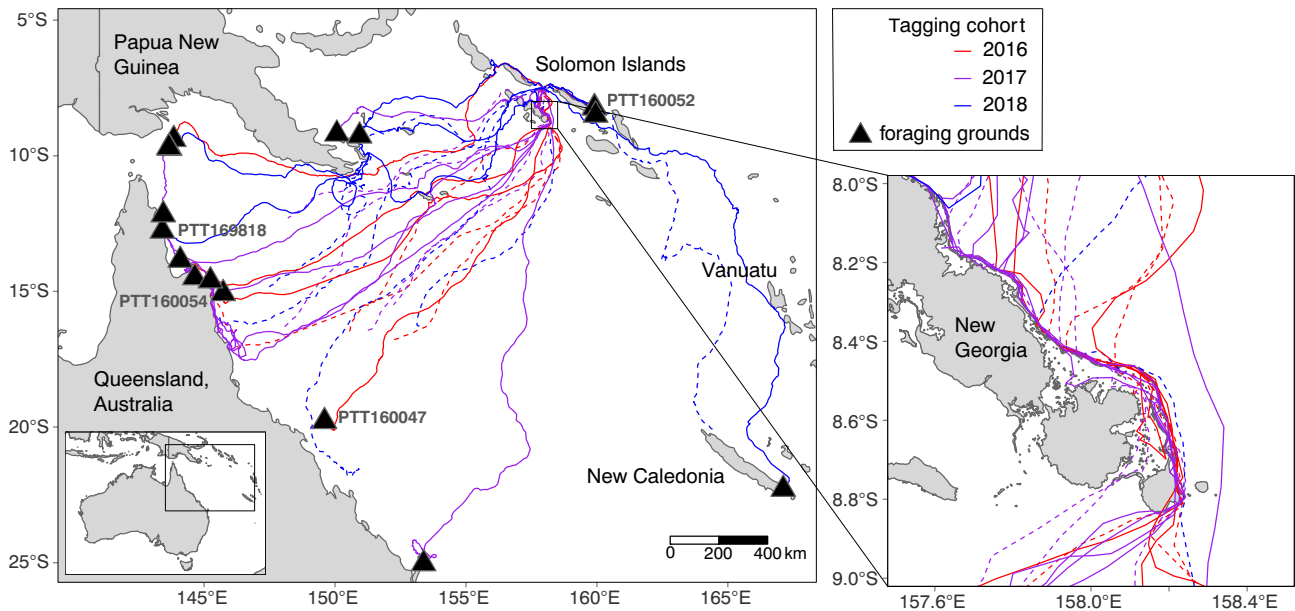 5°S
10°S
15°S
20°S
25°S
145°E
150°E
155°E
160°E
165°E
Papua New
Guinea
Solomon Islands
PTT160052
PTT169818
PTT160054
Vanuatu
Queensland,
Australia
PTT160047
New Caledonia
0
200
400
km
Tagging cohort
2016
2017
2018
foraging grounds
8.0°S
8.2°S
8.4°S
8.6°S
8.8°S
9.0°S
New
Georgia
157.6°E
158.0°E
158.4°E